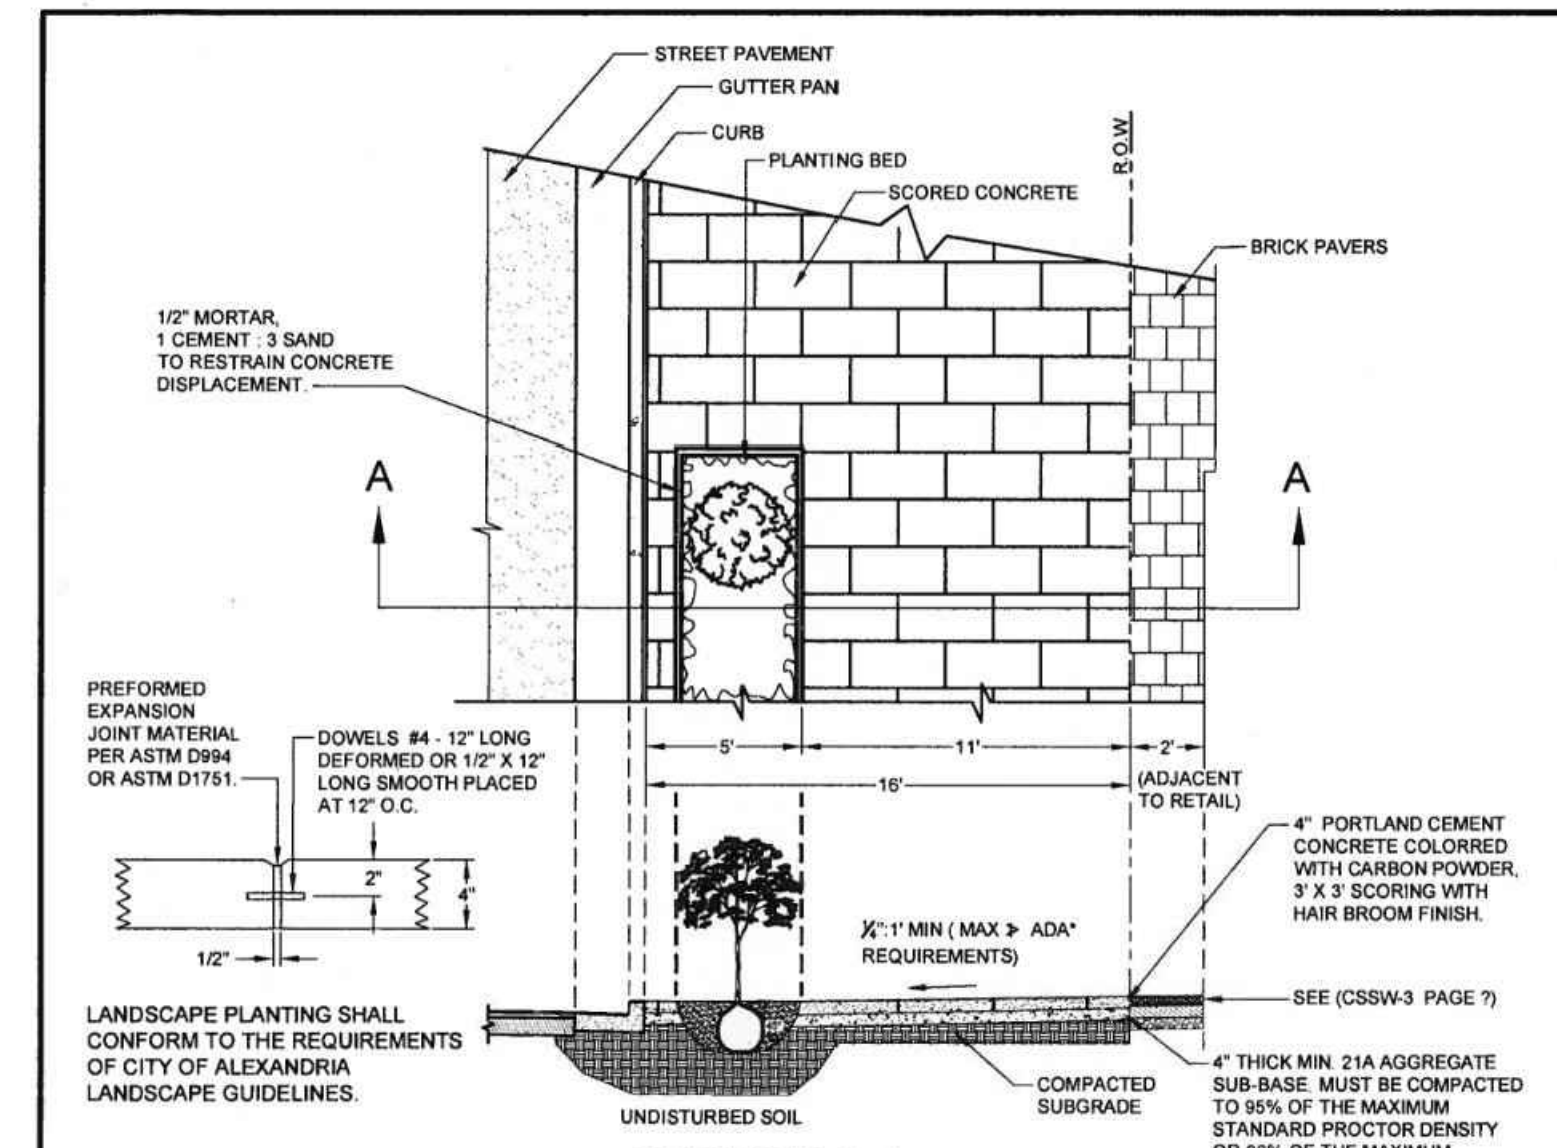 STREET PAVEMENT
GUTTER PAN
CURB
PLANTING BED
SCORED CONCRETE
R.O.W.
BRICK PAVERS
1/2" MORTAR,
1 CEMENT : 3 SAND
TO RESTRAIN CONCRETE
DISPLACEMENT.
A
A
PREFORMED
EXPANSION
JOINT MATERIAL
PER ASTM D994
OR ASTM D1751.
DOWELS #4 - 12" LONG
DEFORMED OR 1/2" X 12"
LONG SMOOTH PLACED
AT 12" O.C.
5'
11'
2'
16'
(ADJACENT
TO RETAIL)
2"
4"
1/2"
4" PORTLAND CEMENT
CONCRETE COLORRED
WITH CARBON POWDER,
3' X 3' SCORING WITH
HAIR BROOM FINISH.
¼":1' MIN ( MAX ≯ ADA*
REQUIREMENTS)
SEE (CSSW-3 PAGE ?)
LANDSCAPE PLANTING SHALL
CONFORM TO THE REQUIREMENTS
OF CITY OF ALEXANDRIA
LANDSCAPE GUIDELINES.
COMPACTED
SUBGRADE
UNDISTURBED SOIL
4" THICK MIN. 21A AGGREGATE
SUB-BASE. MUST BE COMPACTED
TO 95% OF THE MAXIMUM
STANDARD PROCTOR DENSITY